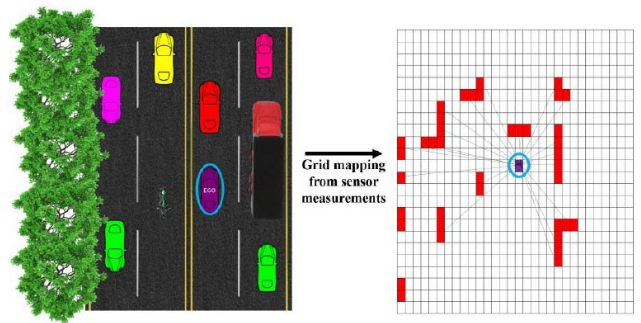 EGO
Grid mapping
from sensor
measurements